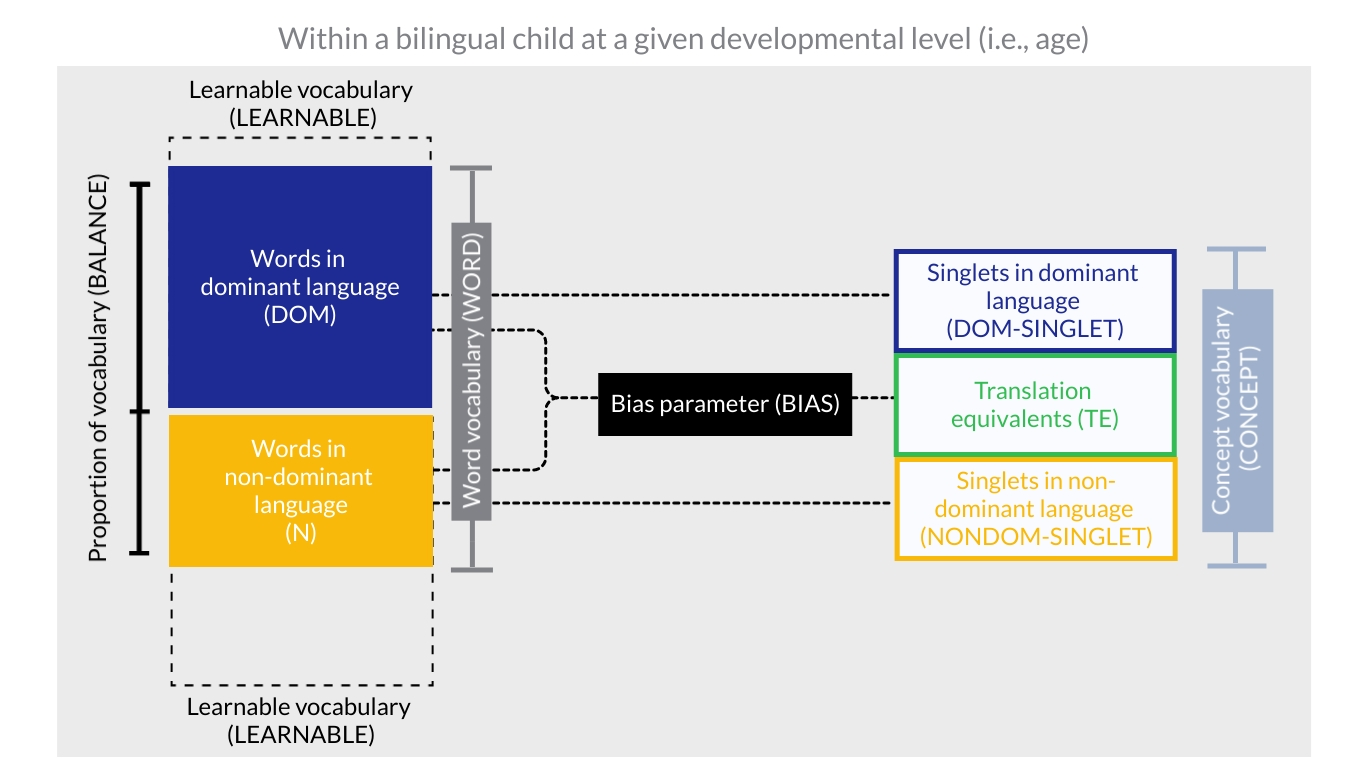 Within a bilingual child at a given developmental level (i.e., age)
Learnable vocabulary
(LEARNABLE)
Proportion of vocabulary (BALANCE)
Words in
dominant language
(DOM)
Words in
non-dominant
language
(N)
Learnable vocabulary
(LEARNABLE)
Word vocabulary (WORD)
Bias parameter (BIAS)
Singlets in dominant
language
(DOM-SINGLET)
Translation
equivalents (TE)
Singlets in non-
dominant language
(NONDOM-SINGLET)
Concept vocabulary
(CONCEPT)